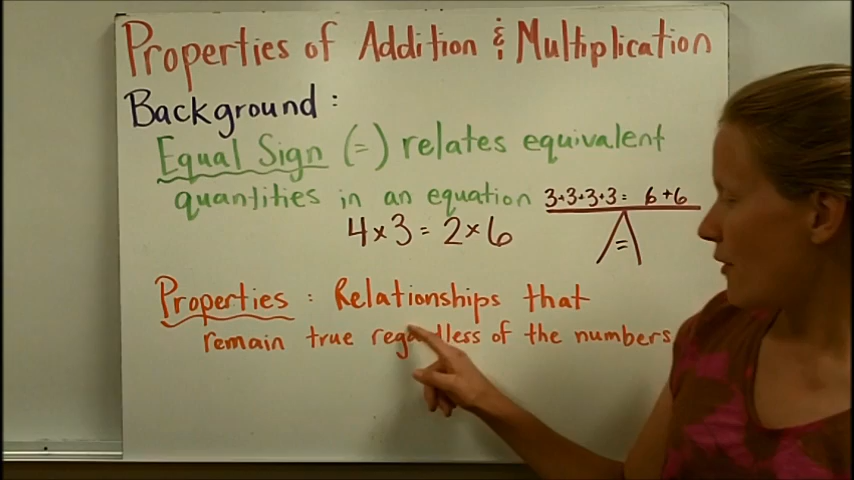 Properties of Addition & Multiplication
Background:
Equal Sign (=) relates equivalent
quantities in an equation
3+3+3+3= 6+6
=
4×3=2×6
Properties: Relationships that
remain true regardless of the numbers